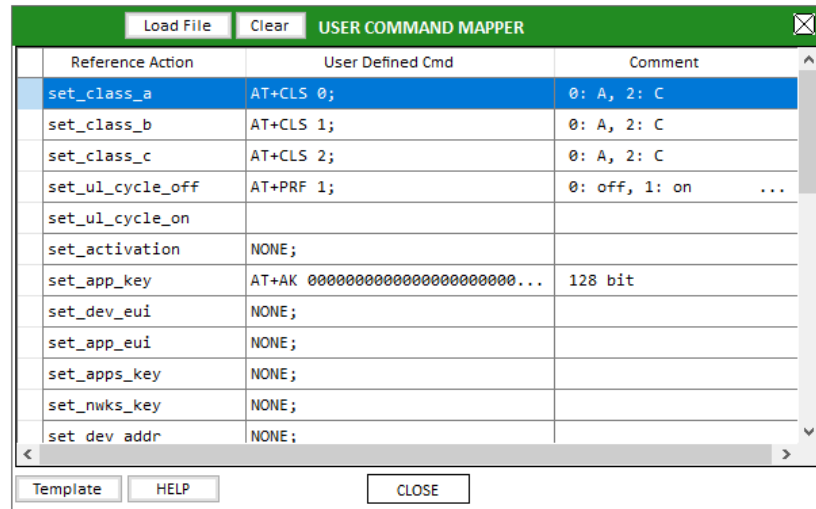 Load File Clear USER COMMAND MAPPER
Reference Action User Defined Cmd Comment
set_class_a AT+CLS 0; 0: A, 2: C
set_class_b AT+CLS 1; 0: A, 2: C
set_class_c AT+CLS 2; 0: A, 2: C
set_ul_cycle_off AT+PRF 1; 0: off, 1: on ...
set_ul_cycle_on
set_activation NONE;
set_app_key AT+AK 0000000000000000000000... 128 bit
set_dev_eui NONE;
set_app_eui NONE;
set_apps_key NONE;
set_nwks_key NONE;
set_dev_addr NONE;
Template HELP CLOSE